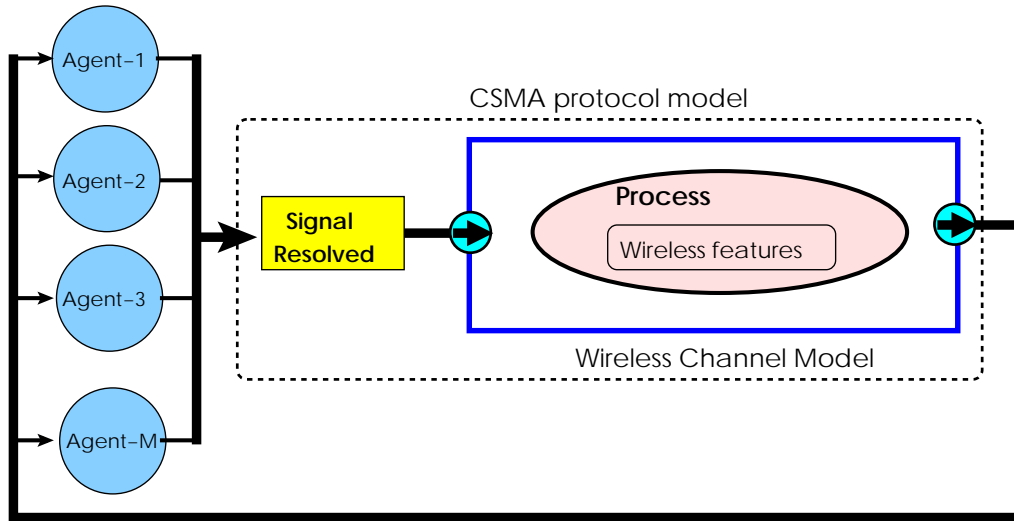 Agent−1
Agent−2
Agent−3
Agent−M
CSMA protocol model
Signal
Resolved
Process
Wireless features
Wireless Channel Model